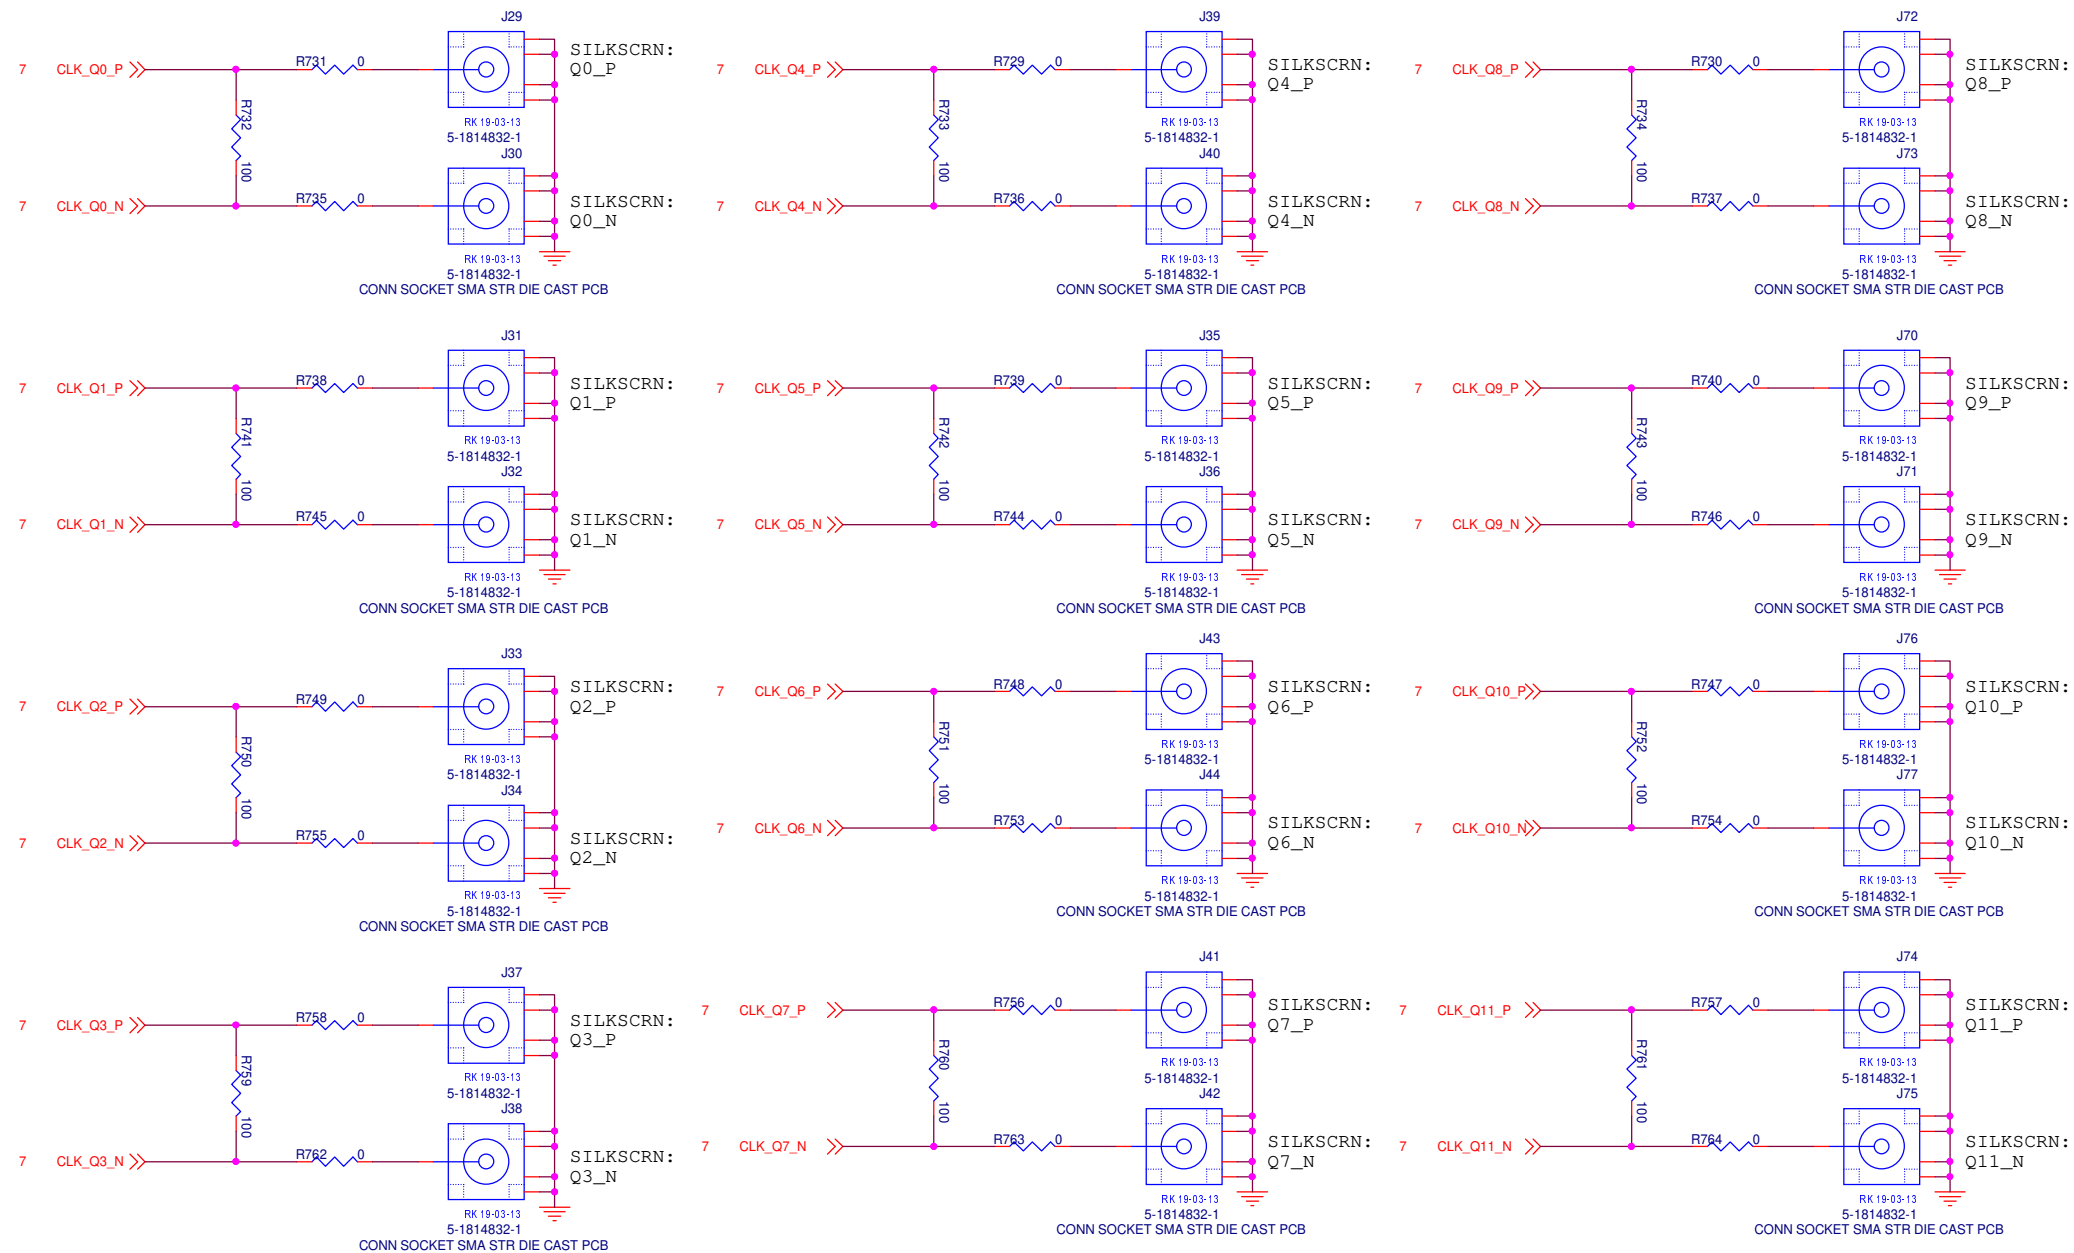 J29
SILKSCRN:
Q0_P
7 CLK_Q0_P
R731 0
R732
100
RK 19-03-13
5-1814832-1
J30
7 CLK_Q0_N
R735 0
SILKSCRN:
Q0_N
RK 19-03-13
5-1814832-1
CONN SOCKET SMA STR DIE CAST PCB
J39
SILKSCRN:
Q4_P
7 CLK_Q4_P
R729 0
R733
100
RK 19-03-13
5-1814832-1
J40
7 CLK_Q4_N
R736 0
SILKSCRN:
Q4_N
RK 19-03-13
5-1814832-1
CONN SOCKET SMA STR DIE CAST PCB
J72
SILKSCRN:
Q8_P
7 CLK_Q8_P
R730 0
R734
100
RK 19-03-13
5-1814832-1
J73
7 CLK_Q8_N
R737 0
SILKSCRN:
Q8_N
RK 19-03-13
5-1814832-1
CONN SOCKET SMA STR DIE CAST PCB
J31
SILKSCRN:
Q1_P
7 CLK_Q1_P
R738 0
R741
100
RK 19-03-13
5-1814832-1
J32
7 CLK_Q1_N
R745 0
SILKSCRN:
Q1_N
RK 19-03-13
5-1814832-1
CONN SOCKET SMA STR DIE CAST PCB
J35
SILKSCRN:
Q5_P
7 CLK_Q5_P
R739 0
R742
100
RK 19-03-13
5-1814832-1
J36
7 CLK_Q5_N
R744 0
SILKSCRN:
Q5_N
RK 19-03-13
5-1814832-1
CONN SOCKET SMA STR DIE CAST PCB
J70
SILKSCRN:
Q9_P
7 CLK_Q9_P
R740 0
R743
100
RK 19-03-13
5-1814832-1
J71
7 CLK_Q9_N
R746 0
SILKSCRN:
Q9_N
RK 19-03-13
5-1814832-1
CONN SOCKET SMA STR DIE CAST PCB
J33
SILKSCRN:
Q2_P
7 CLK_Q2_P
R749 0
R750
100
RK 19-03-13
5-1814832-1
J34
7 CLK_Q2_N
R755 0
SILKSCRN:
Q2_N
RK 19-03-13
5-1814832-1
CONN SOCKET SMA STR DIE CAST PCB
J43
SILKSCRN:
Q6_P
7 CLK_Q6_P
R748 0
R751
100
RK 19-03-13
5-1814832-1
J44
7 CLK_Q6_N
R753 0
SILKSCRN:
Q6_N
RK 19-03-13
5-1814832-1
CONN SOCKET SMA STR DIE CAST PCB
J76
SILKSCRN:
Q10_P
7 CLK_Q10_P
R747 0
R752
100
RK 19-03-13
5-1814832-1
J77
7 CLK_Q10_N
R754 0
SILKSCRN:
Q10_N
RK 19-03-13
5-1814832-1
CONN SOCKET SMA STR DIE CAST PCB
J37
SILKSCRN:
Q3_P
7 CLK_Q3_P
R758 0
R759
100
RK 19-03-13
5-1814832-1
J38
7 CLK_Q3_N
R762 0
SILKSCRN:
Q3_N
RK 19-03-13
5-1814832-1
CONN SOCKET SMA STR DIE CAST PCB
J41
SILKSCRN:
Q7_P
7 CLK_Q7_P
R756 0
R760
100
RK 19-03-13
5-1814832-1
J42
7 CLK_Q7_N
R763 0
SILKSCRN:
Q7_N
RK 19-03-13
5-1814832-1
CONN SOCKET SMA STR DIE CAST PCB
J74
SILKSCRN:
Q11_P
7 CLK_Q11_P
R757 0
R761
100
RK 19-03-13
5-1814832-1
J75
7 CLK_Q11_N
R764 0
SILKSCRN:
Q11_N
RK 19-03-13
5-1814832-1
CONN SOCKET SMA STR DIE CAST PCB